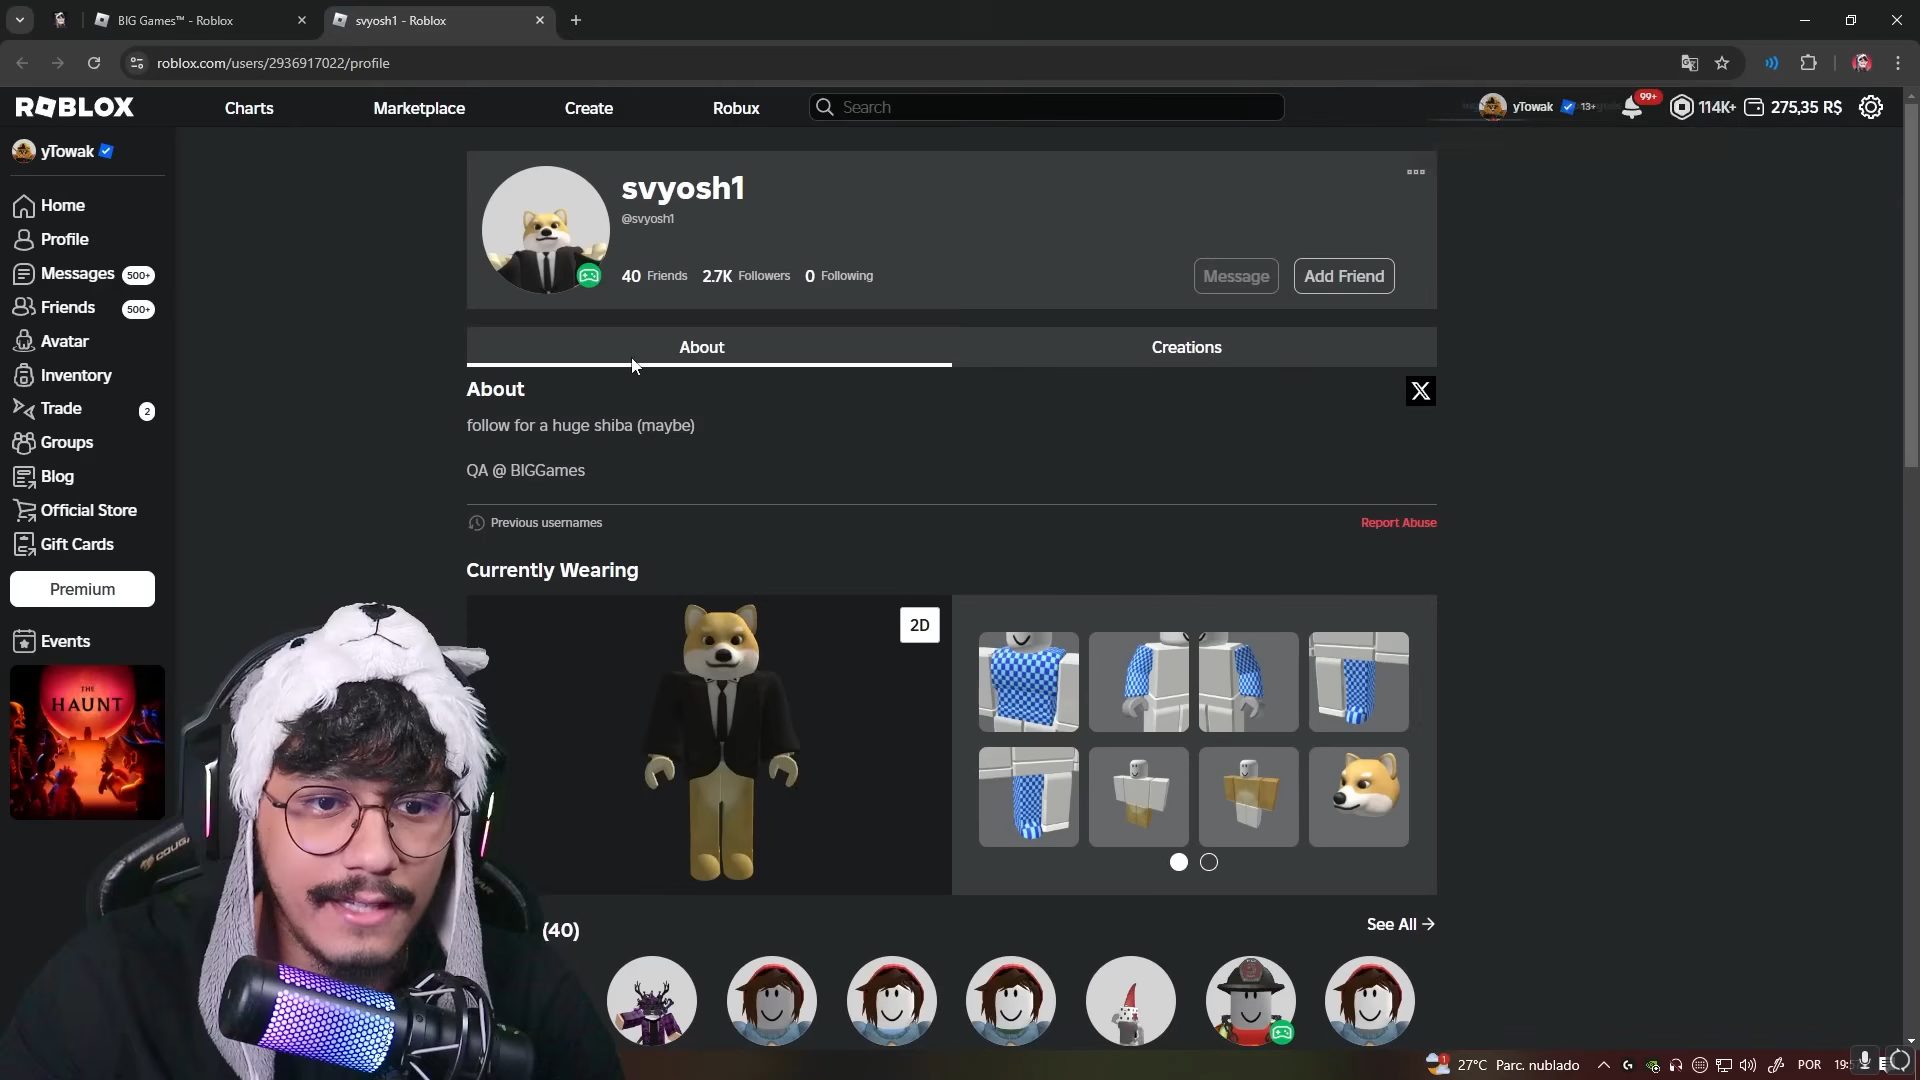 BIG Games™ - Roblox
svyosh1 - Roblox
roblox.com/users/2936917022/profile
ROBLOX
Charts
Marketplace
Create
Robux
Search
yTowak
13+
99+
114K+
275,35 R$
yTowak
Home
Profile
Messages 500+
Friends 500+
Avatar
Inventory
Trade 2
Groups
Blog
Official Store
Gift Cards
Premium
Events
THE
HAUNT
svyosh1
@svyosh1
40 Friends 2.7K Followers 0 Following
Message
Add Friend
About
Creations
About
X
follow for a huge shiba (maybe)
QA @ BIGGames
Previous usernames
Report Abuse
Currently Wearing
2D
(40)
See All
COUGAR
27°C Parc. nublado
POR